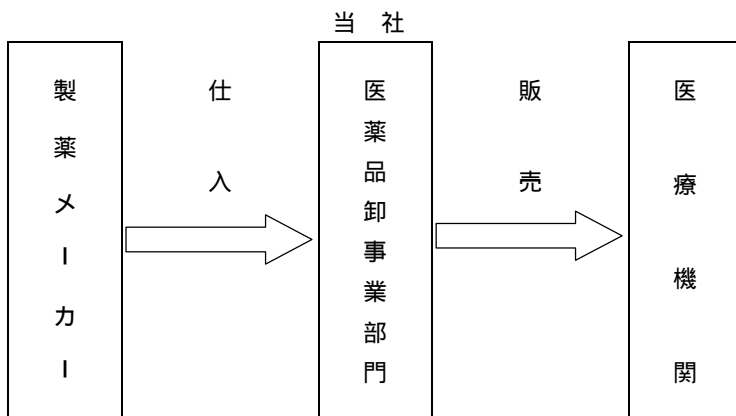 当 社
製薬メーカー
仕入
医薬品卸事業部門
販売
医療機関